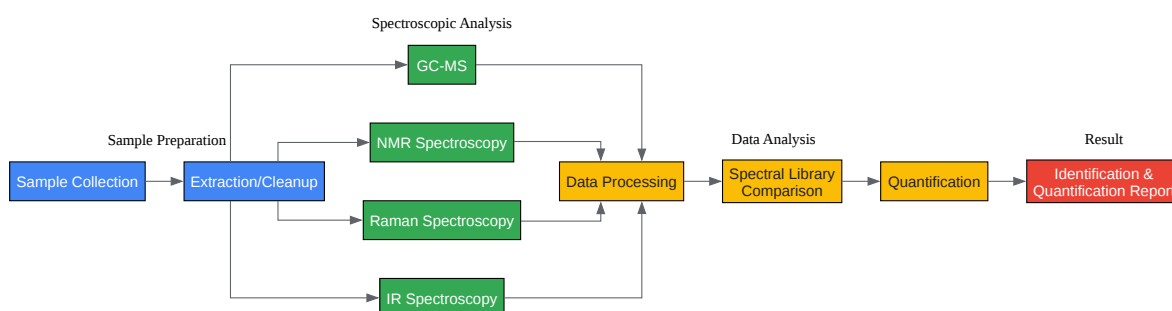 Spectroscopic Analysis
GC-MS
Sample Preparation
NMR Spectroscopy
Data Analysis
Result
Sample Collection
Extraction/Cleanup
Data Processing
Spectral Library
Comparison
Quantification
Identification &
Quantification Report
Raman Spectroscopy
IR Spectroscopy